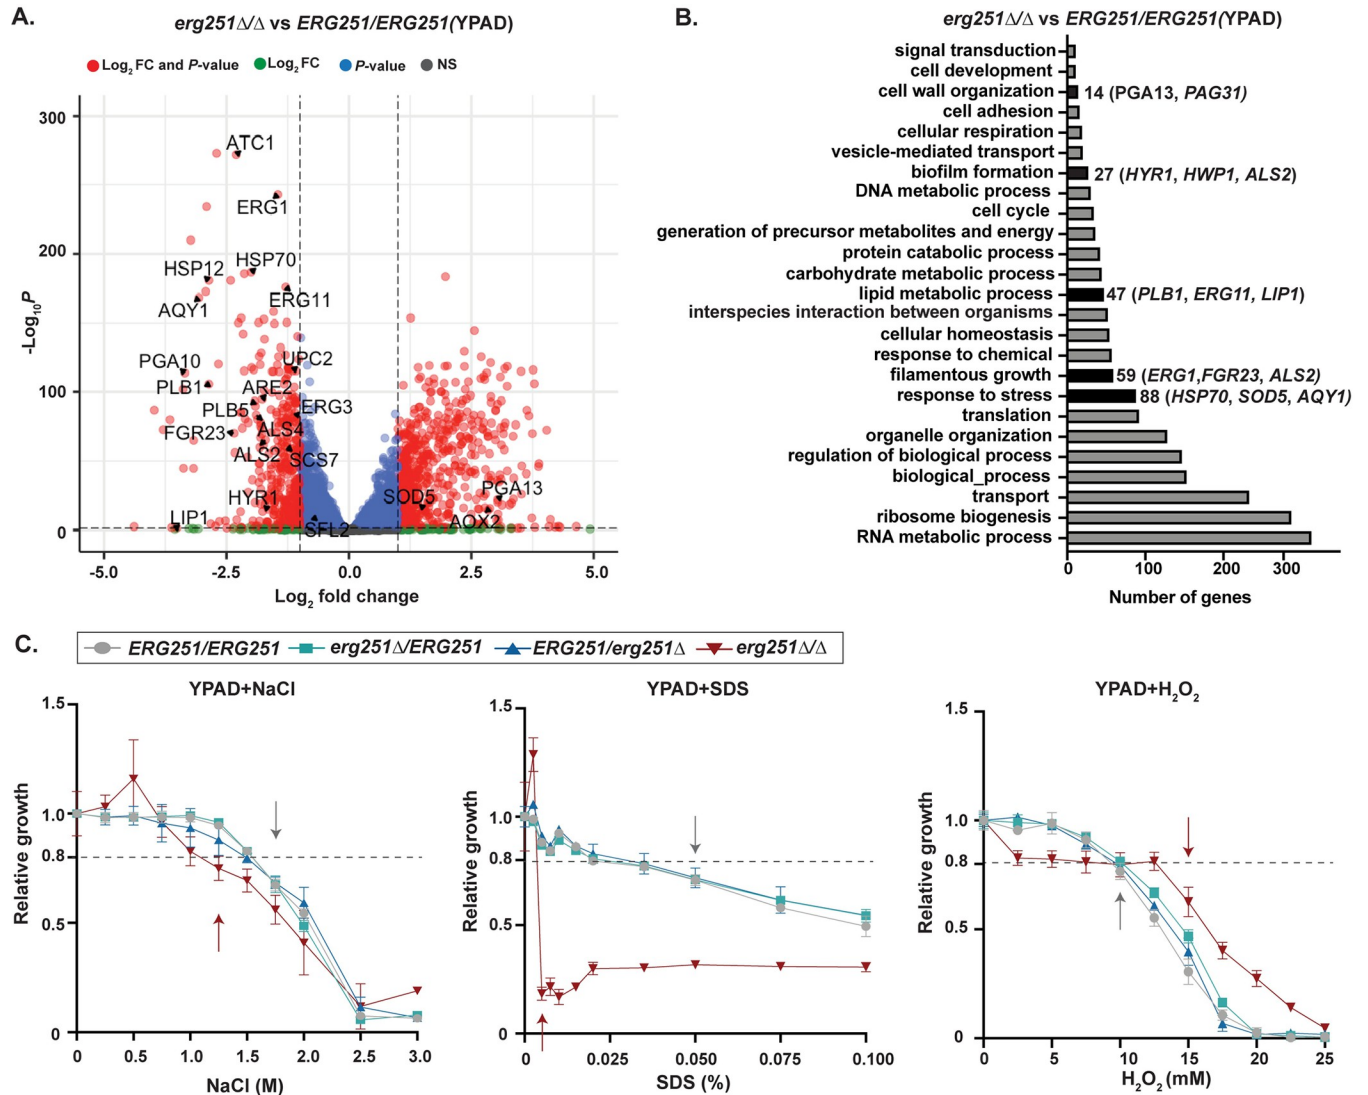 A.
erg251Δ/Δ vs ERG251/ERG251(YPAD)
Log2 FC and P-value
Log2 FC
P-value
NS
-Log10P
300
200
100
0
ATC1
ERG1
HSP70
HSP12
ERG11
AQY1
UPC2
PGA10
PLB1
ARE2
PLB5
ERG3
FGR23
ALS4
ALS2
SCS7
HYR1
SOD5
PGA13
LIP1
SFL2
AOX2
-5.0
-2.5
0.0
2.5
5.0
Log2 fold change
B.
erg251Δ/Δ vs ERG251/ERG251(YPAD)
signal transduction
cell development
cell wall organization
14 (PGA13, PAG31)
cell adhesion
cellular respiration
vesicle-mediated transport
biofilm formation
27 (HYR1, HWP1, ALS2)
DNA metabolic process
cell cycle
generation of precursor metabolites and energy
protein catabolic process
carbohydrate metabolic process
lipid metabolic process
47 (PLB1, ERG11, LIP1)
interspecies interaction between organisms
cellular homeostasis
response to chemical
filamentous growth
59 (ERG1,FGR23, ALS2)
response to stress
88 (HSP70, SOD5, AQY1)
translation
organelle organization
regulation of biological process
biological_process
transport
ribosome biogenesis
RNA metabolic process
0
100
200
300
Number of genes
C.
ERG251/ERG251
erg251Δ/ERG251
ERG251/erg251Δ
erg251Δ/Δ
YPAD+NaCl
Relative growth
1.5
1.0
0.8
0.5
0
0
0.5
1.0
1.5
2.0
2.5
3.0
NaCl (M)
YPAD+SDS
Relative growth
1.5
1.0
0.8
0.5
0
0
0.025
0.050
0.075
0.100
SDS (%)
YPAD+H2O2
Relative growth
1.5
1.0
0.8
0.5
0
0
5
10
15
20
25
H2O2 (mM)